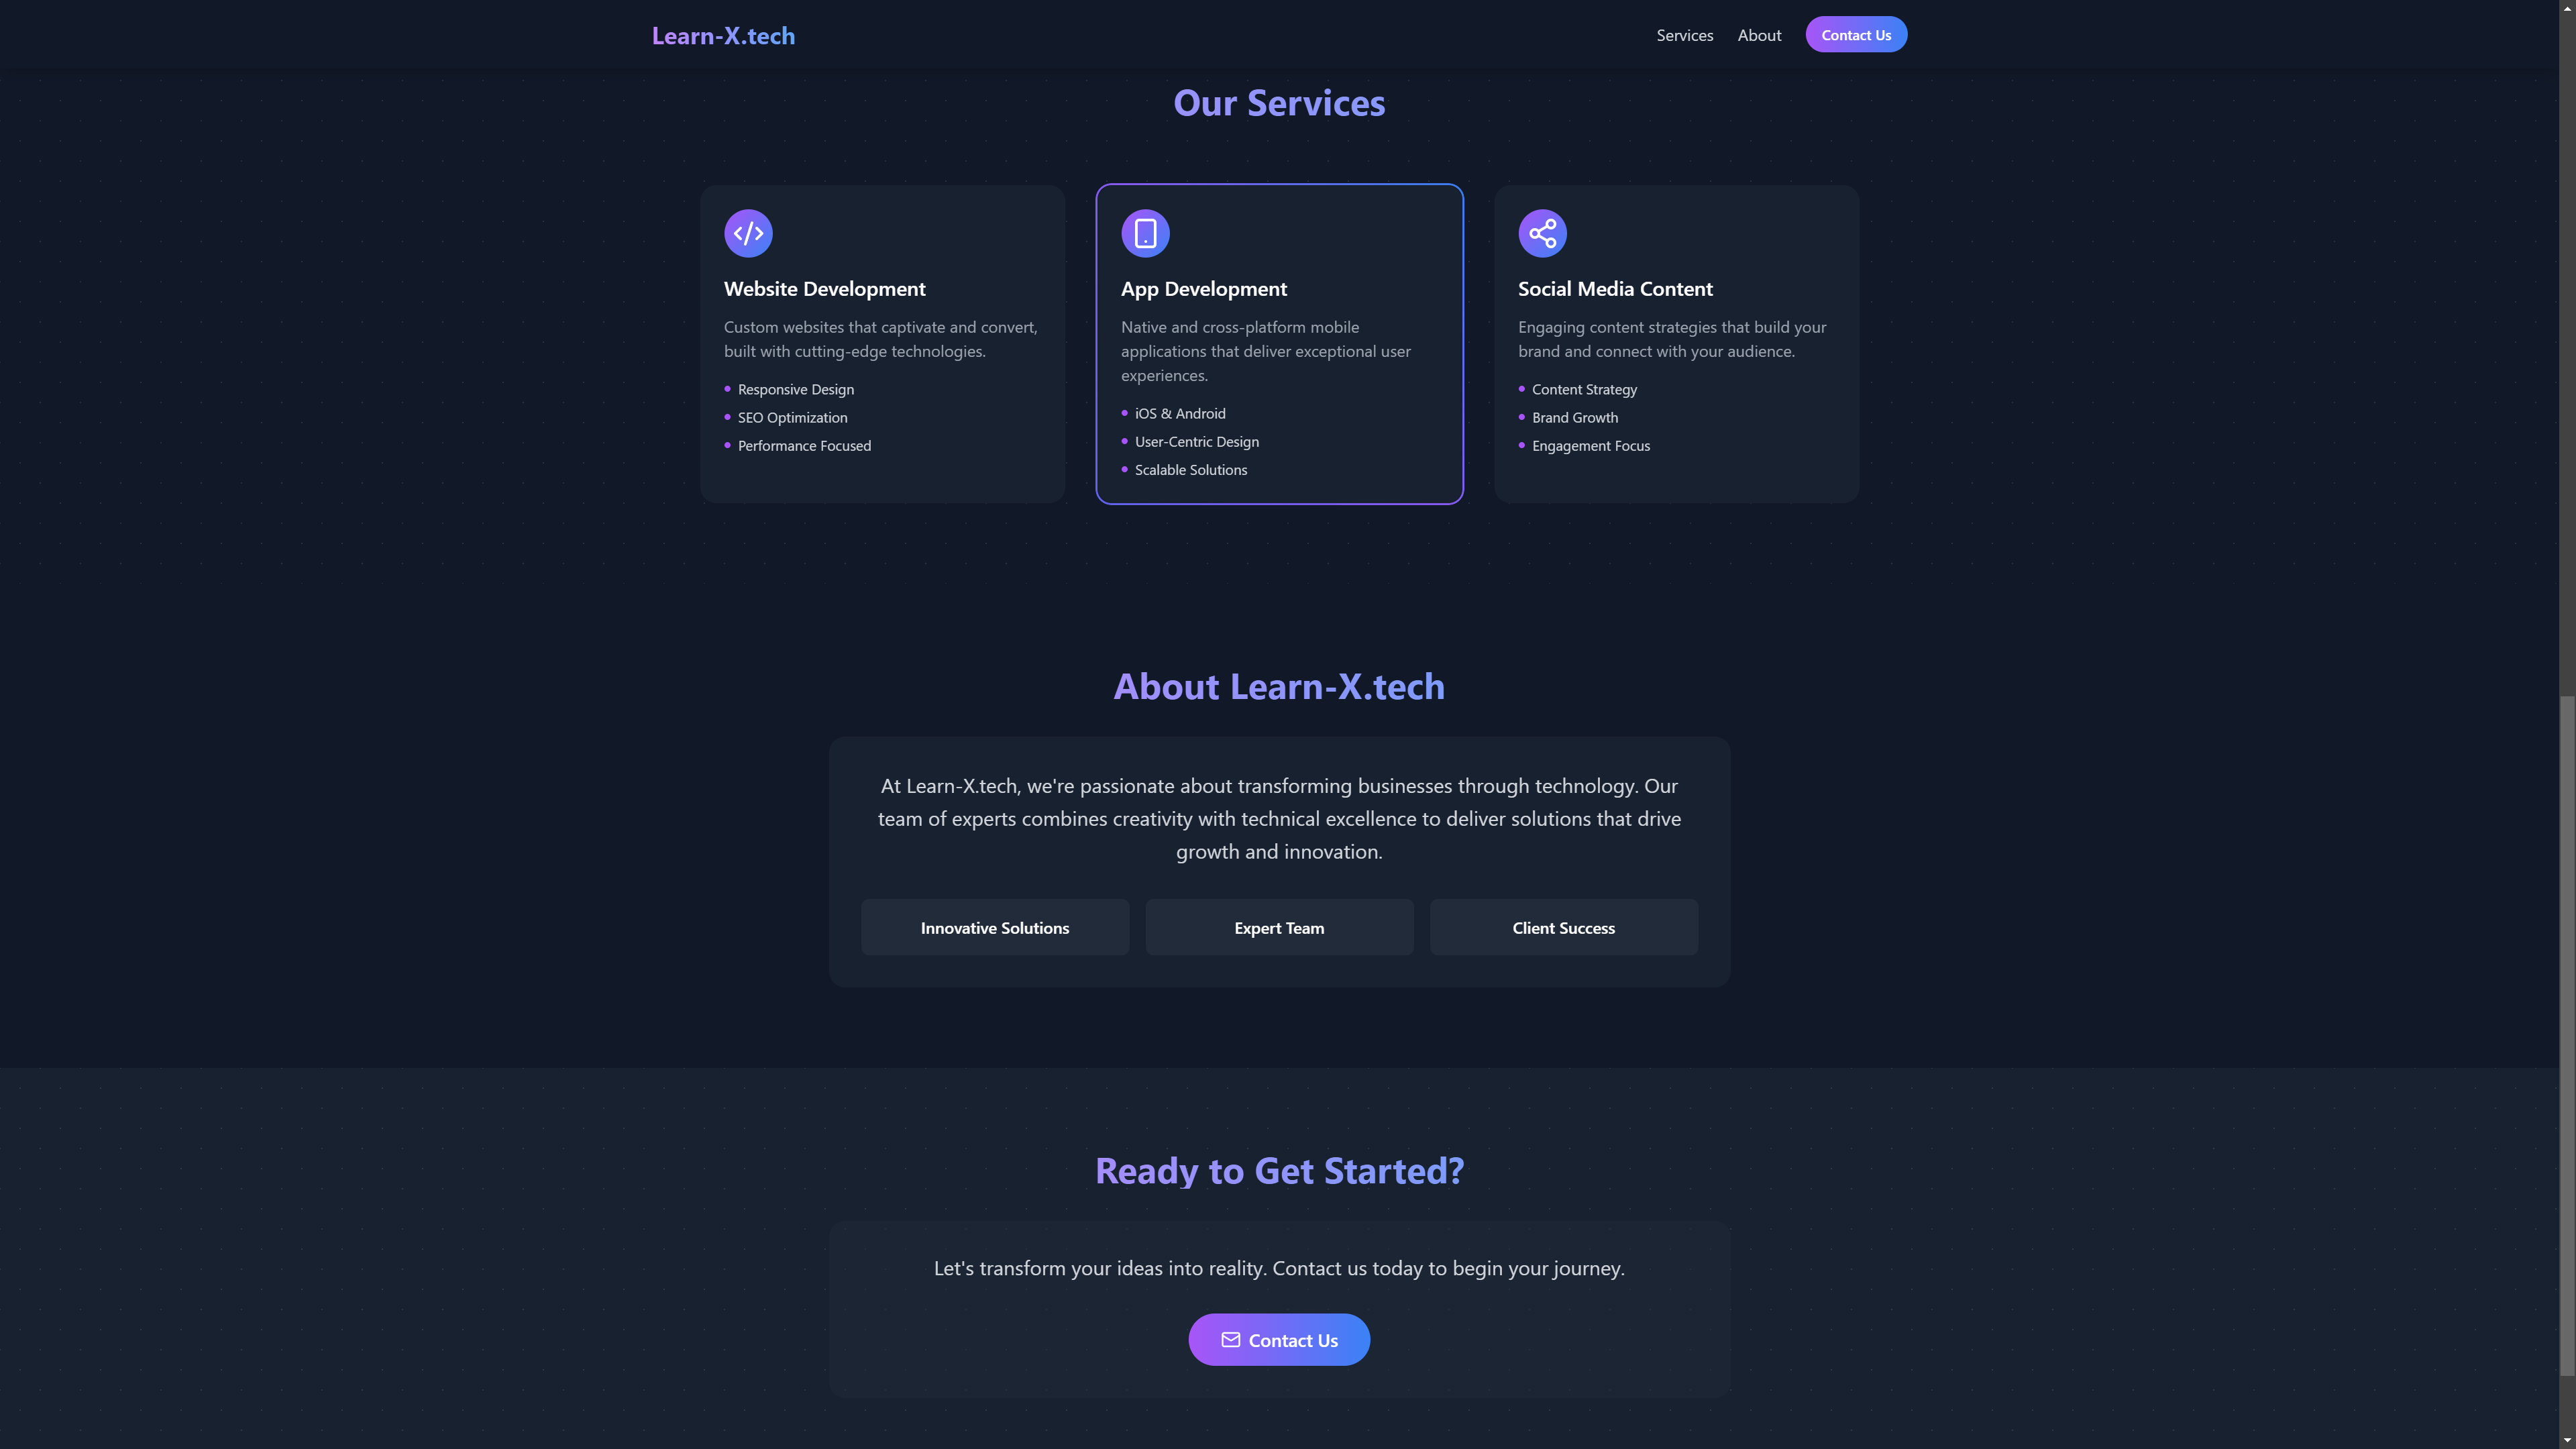 Learn-X.tech
Services
About
Contact Us
Our Services
Website Development
Custom websites that captivate and convert,
built with cutting-edge technologies.
Responsive Design
SEO Optimization
Performance Focused
App Development
Native and cross-platform mobile
applications that deliver exceptional user
experiences.
iOS & Android
User-Centric Design
Scalable Solutions
Social Media Content
Engaging content strategies that build your
brand and connect with your audience.
Content Strategy
Brand Growth
Engagement Focus
About Learn-X.tech
At Learn-X.tech, we're passionate about transforming businesses through technology. Our
team of experts combines creativity with technical excellence to deliver solutions that drive
growth and innovation.
Innovative Solutions
Expert Team
Client Success
Ready to Get Started?
Let's transform your ideas into reality. Contact us today to begin your journey.
Contact Us